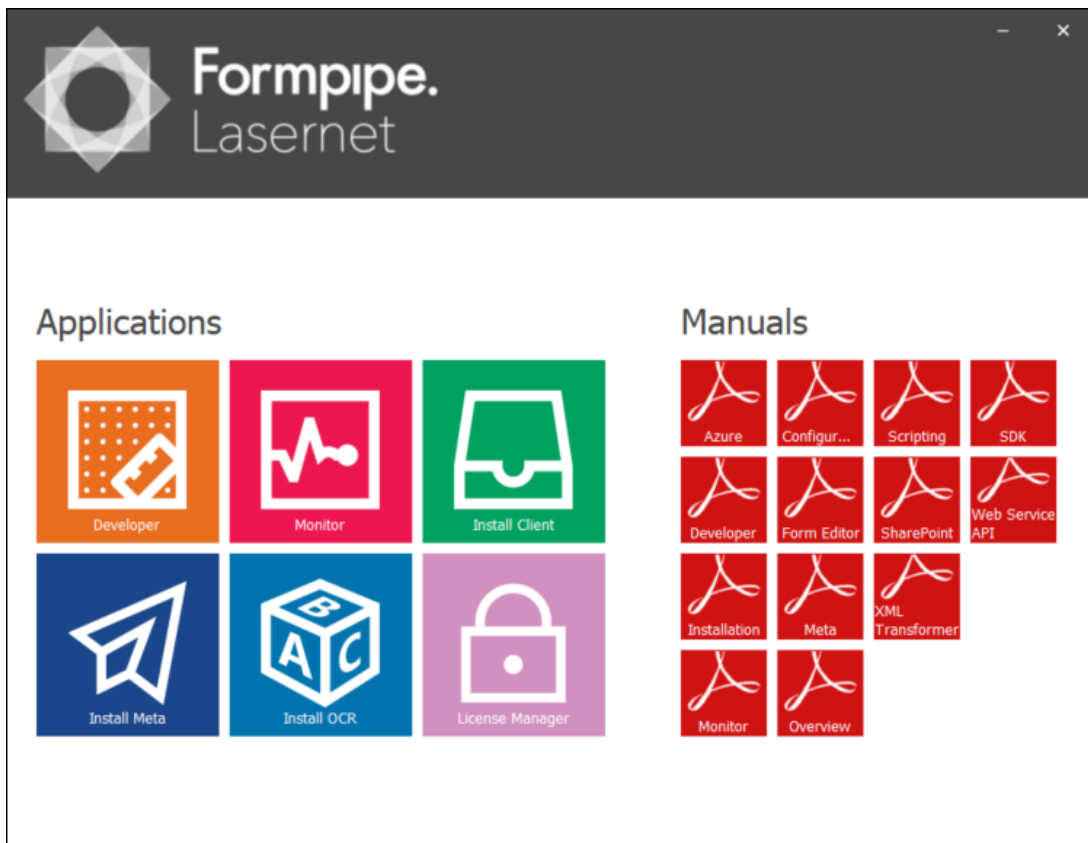 Formpipe.
Lasernet
Applications
Developer
Monitor
Install Client
Install Meta
B
A
C
Install OCR
License Manager
Manuals
Azure
Configur...
Scripting
SDK
Developer
Form Editor
SharePoint
Web Service
API
Installation
Meta
XML
Transformer
Monitor
Overview